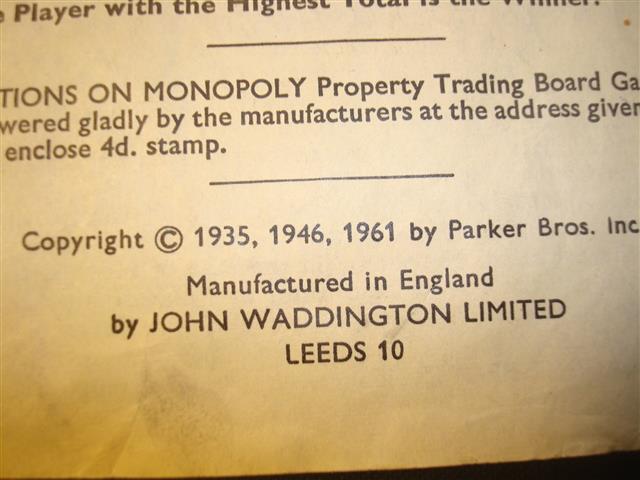 Player with the Highest Total is the Winner.
TIONS ON MONOPOLY Property Trading Board Ga
wered gladly by the manufacturers at the address given
enclose 4d. stamp.
Copyright © 1935, 1946, 1961 by Parker Bros. Inc
Manufactured in England
by JOHN WADDINGTON LIMITED
LEEDS 10